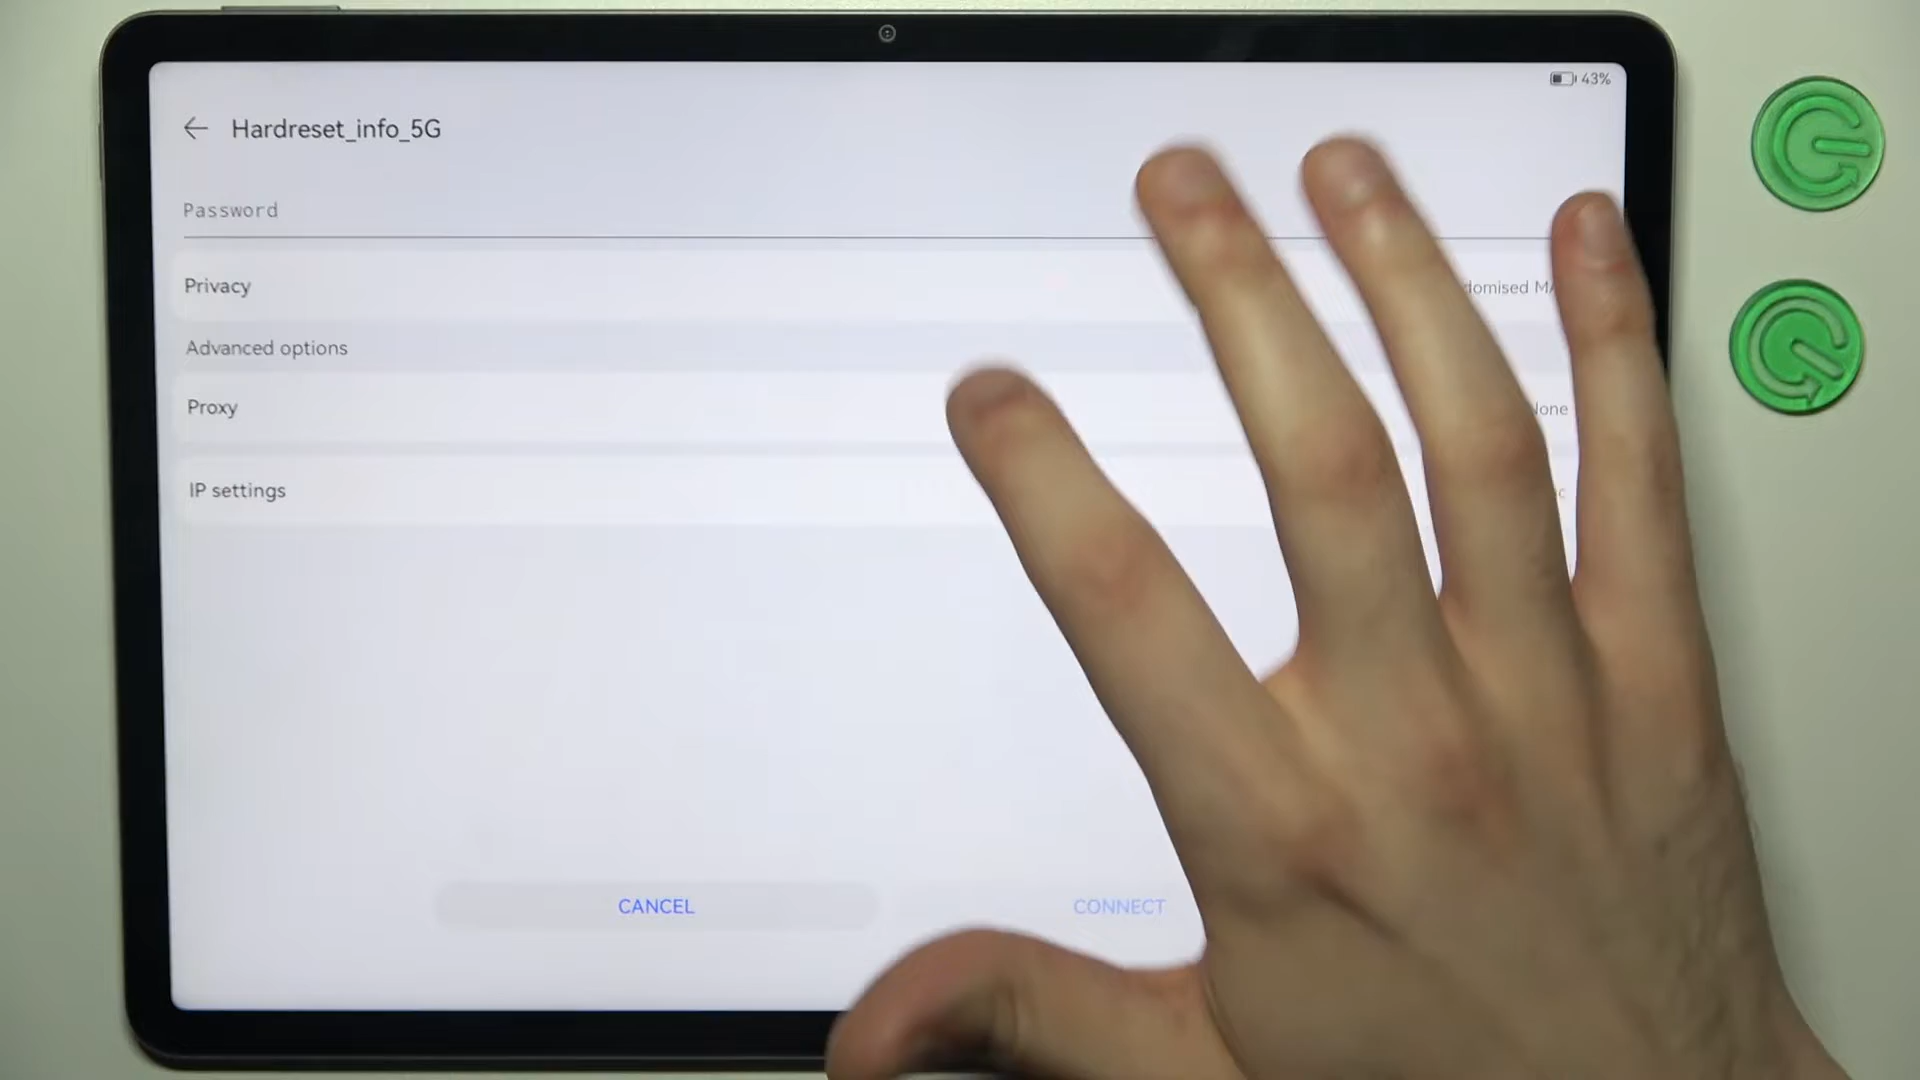 43%
Hardreset_info_5G
Password
Privacy
Advanced options
Proxy
IP settings
CANCEL
CONNECT